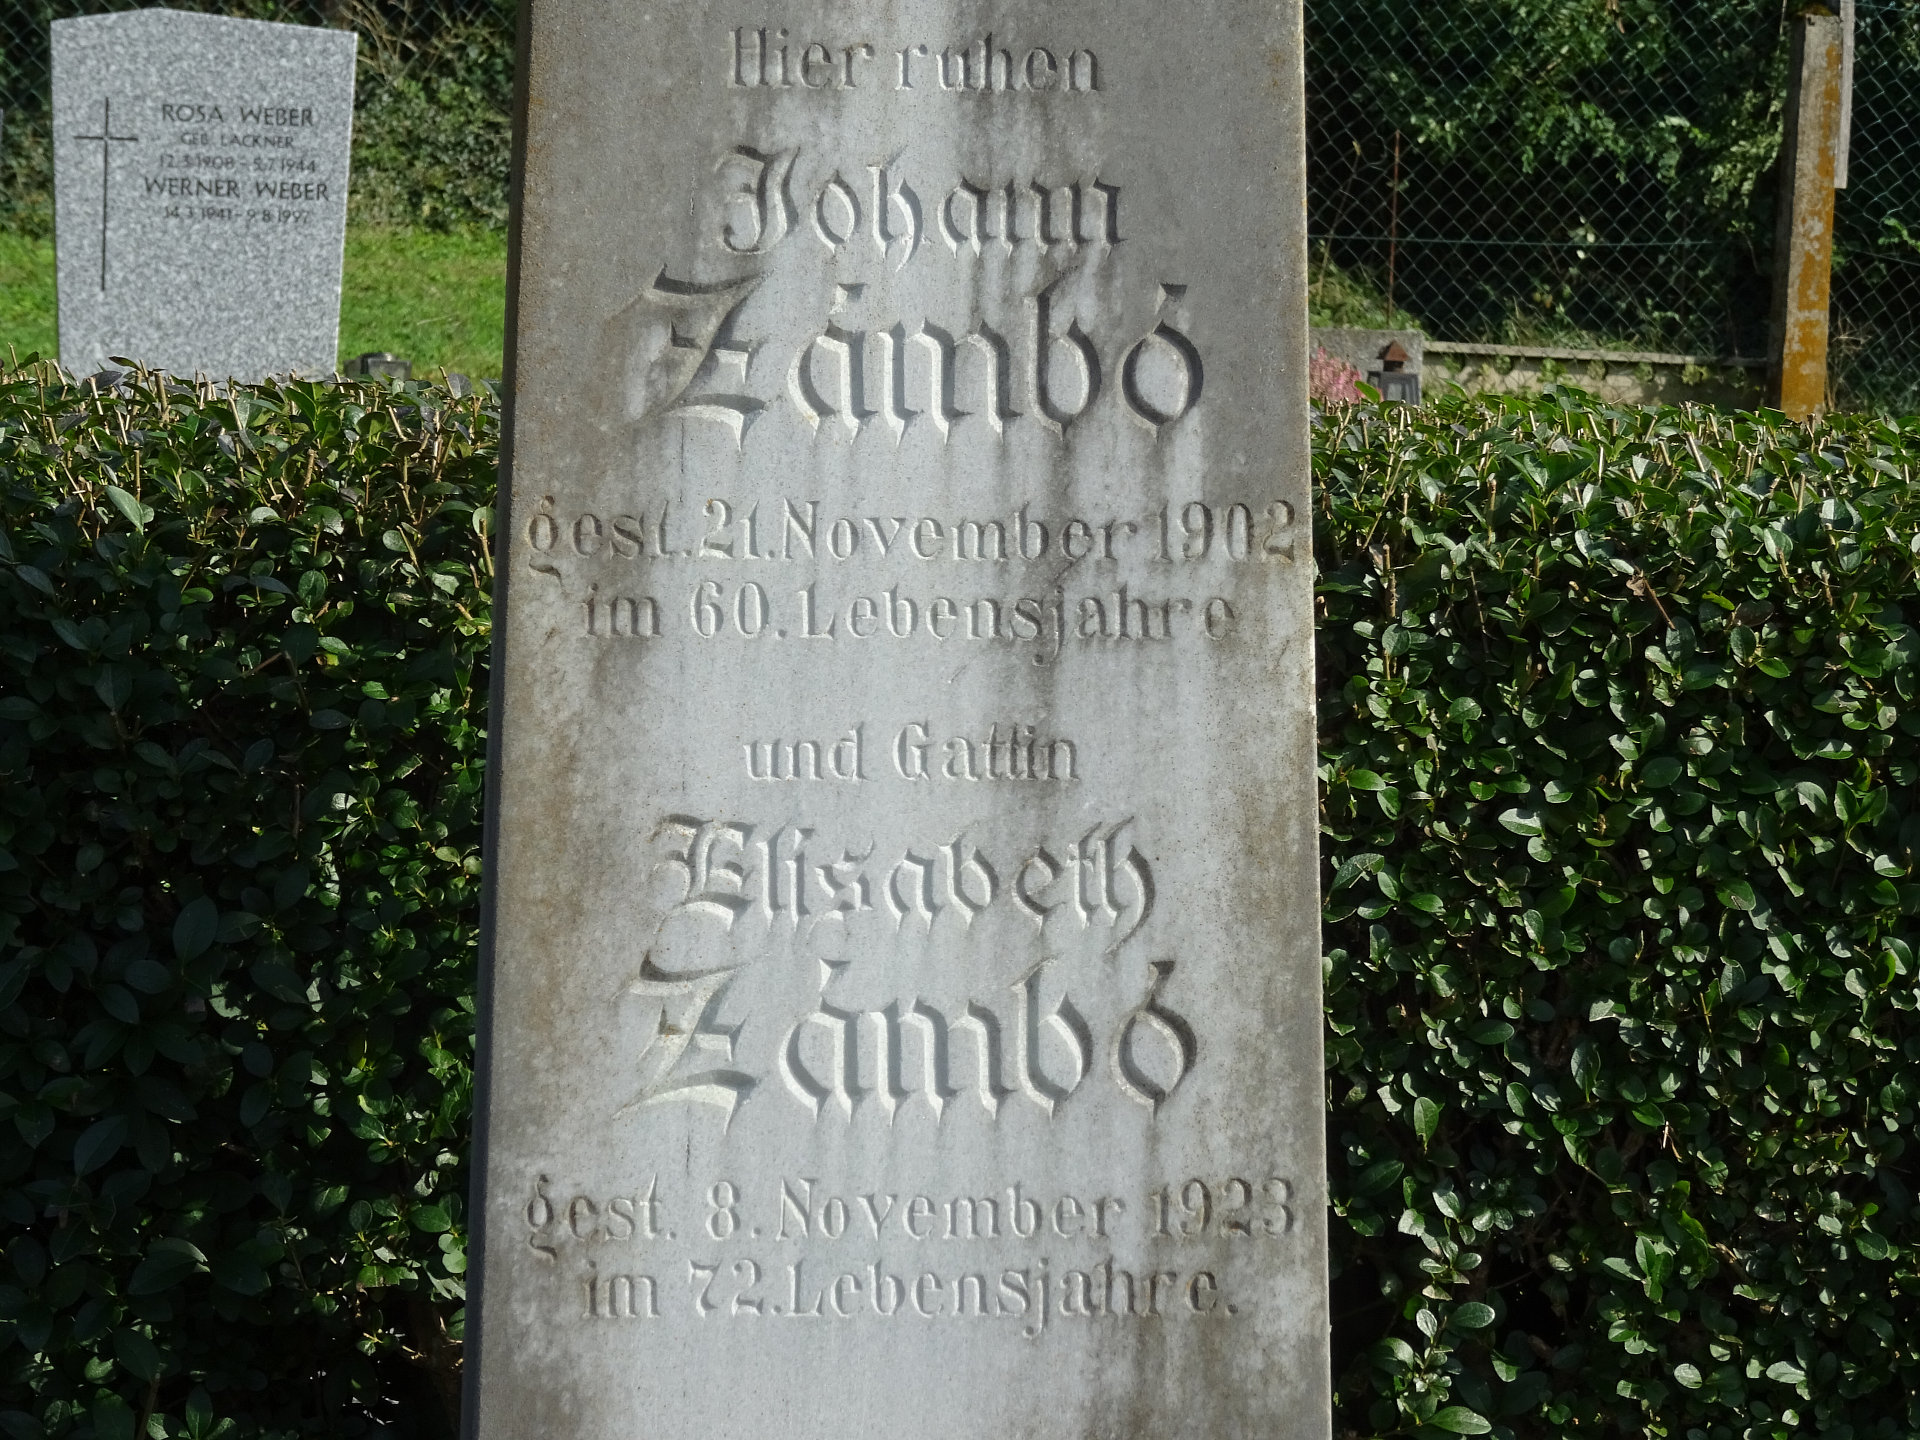 Hier ruhen
Johann
Zámbó
gest. 21. November 1902
im 60. Lebensjahre
und Gattin
Elisabeth
Zámbó
gest. 8. November 1923
im 72. Lebensjahre.
ROSA WEBER
GEB. LACKNER
12.3.1908 - 5.7.1944
WERNER WEBER
14.3.1941 - 9.8.1997